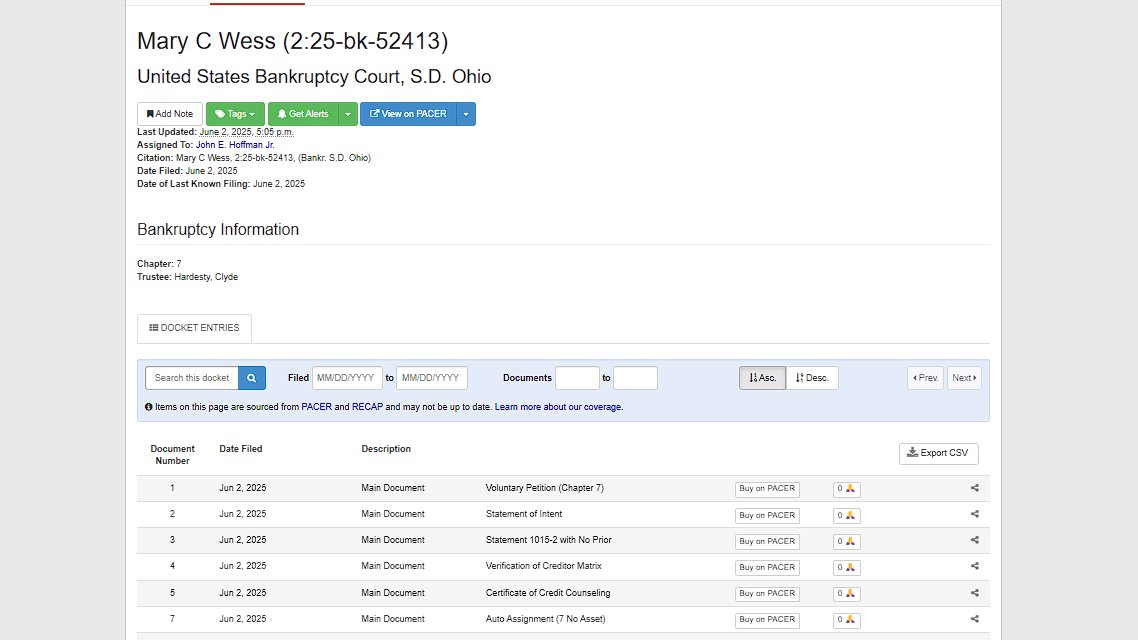 Mary C Wess (2:25-bk-52413)
United States Bankruptcy Court, S.D. Ohio
Add Note Tags Get Alerts View on PACER
Last Updated: June 2, 2025, 5:05 p.m.
Assigned To: John E. Hoffman Jr.
Citation: Mary C Wess, 2:25-bk-52413, (Bankr. S.D. Ohio)
Date Filed: June 2, 2025
Date of Last Known Filing: June 2, 2025
Bankruptcy Information
Chapter: 7
Trustee: Hardesty, Clyde
DOCKET ENTRIES
Search this docket Filed MM/DD/YYYY to MM/DD/YYYY Documents to Asc. Desc. Prev. Next
Items on this page are sourced from PACER and RECAP and may not be up to date. Learn more about our coverage.
Document Number Date Filed Description Export CSV
1 Jun 2, 2025 Main Document Voluntary Petition (Chapter 7) Buy on PACER 0
2 Jun 2, 2025 Main Document Statement of Intent Buy on PACER 0
3 Jun 2, 2025 Main Document Statement 1015-2 with No Prior Buy on PACER 0
4 Jun 2, 2025 Main Document Verification of Creditor Matrix Buy on PACER 0
5 Jun 2, 2025 Main Document Certificate of Credit Counseling Buy on PACER 0
7 Jun 2, 2025 Main Document Auto Assignment (7 No Asset) Buy on PACER 0